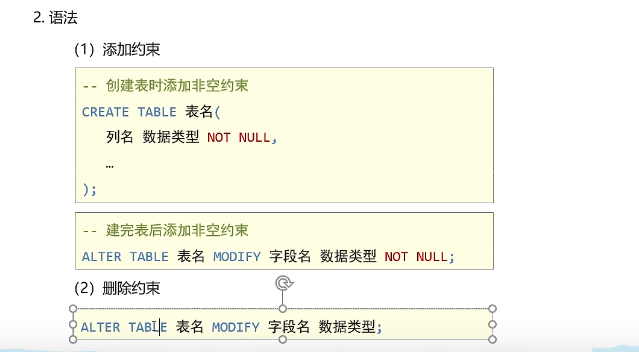 2. 语法
（1）添加约束
-- 创建表时添加非空约束
CREATE TABLE 表名(
列名 数据类型 NOT NULL,
…
);
-- 建完表后添加非空约束
ALTER TABLE 表名 MODIFY 字段名 数据类型 NOT NULL;
（2）删除约束
ALTER TABLE 表名 MODIFY 字段名 数据类型;